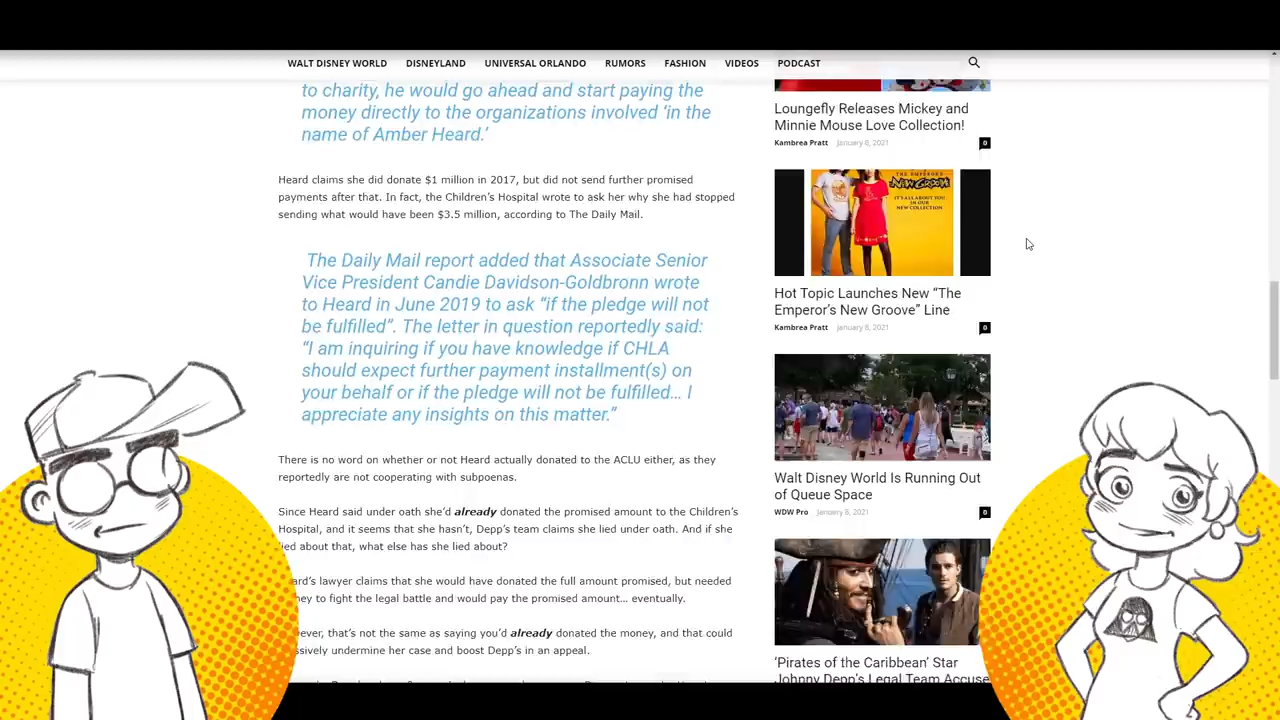 WALT DISNEY WORLD DISNEYLAND UNIVERSAL ORLANDO RUMORS FASHION VIDEOS PODCAST
to charity, he would go ahead and start paying the
money directly to the organizations involved ‘in the
name of Amber Heard.’
Heard claims she did donate $1 million in 2017, but did not send further promised
payments after that. In fact, the Children’s Hospital wrote to ask her why she had stopped
sending what would have been $3.5 million, according to The Daily Mail.
The Daily Mail report added that Associate Senior
Vice President Candie Davidson-Goldbronn wrote
to Heard in June 2019 to ask “if the pledge will not
be fulfilled”. The letter in question reportedly said:
“I am inquiring if you have knowledge if CHLA
should expect further payment installment(s) on
your behalf or if the pledge will not be fulfilled… I
appreciate any insights on this matter.”
There is no word on whether or not Heard actually donated to the ACLU either, as they
reportedly are not cooperating with subpoenas.
Since Heard said under oath she’d already donated the promised amount to the Children’s
Hospital, and it seems that she hasn’t, Depp’s team claims she lied under oath. And if she
lied about that, what else has she lied about?
lawyer claims that she would have donated the full amount promised, but needed
to fight the legal battle and would pay the promised amount… eventually.
that’s not the same as saying you’d already donated the money, and that could
undermine her case and boost Depp’s in an appeal.
Loungefly Releases Mickey and
Minnie Mouse Love Collection!
Kambrea Pratt January 8, 2021 0
THE EMPEROR'S
NEW GROOVE
IT'S ALL ABOUT YOU
IN OUR
NEW COLLECTION
Hot Topic Launches New “The
Emperor’s New Groove” Line
Kambrea Pratt January 8, 2021 0
Walt Disney World Is Running Out
of Queue Space
WDW Pro January 8, 2021 0
‘Pirates of the Caribbean’ Star
Johnny Depp's Legal Team Accuse